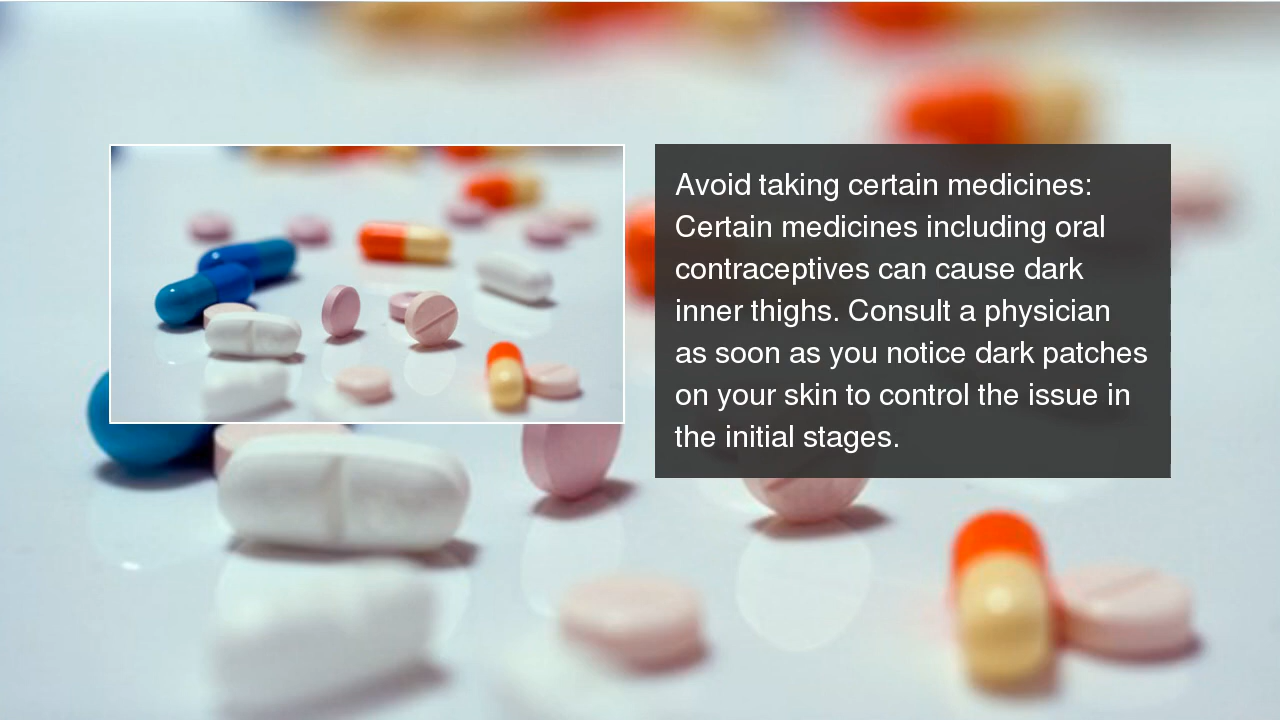 Avoid taking certain medicines:
Certain medicines including oral
contraceptives can cause dark
inner thighs. Consult a physician
as soon as you notice dark patches
on your skin to control the issue in
the initial stages.